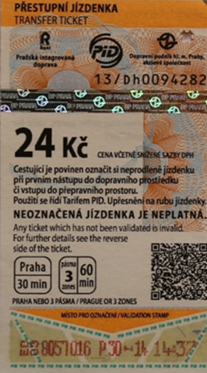 PŘESTUPNÍ JÍZDENKA
TRANSFER TICKET
Pražská integrovaná doprava
PID
Dopravní podnik hl. m. Prahy, akciová společnost
13/dh0094282
24 Kč CENA VČETNĚ SNÍŽENÉ SAZBY DPH
Cestující je povinen označit si neprodleně jízdenku
při prvním nástupu do dopravního prostředku
či vstupu do přepravního prostoru.
Použití se řídí Tarifem PID. Upřesnění na rubu jízdenky.
NEOZNAČENÁ JÍZDENKA JE NEPLATNÁ.
Any ticket which has not been validated is invalid.
For further details see the reverse
side of the ticket.
Praha
30 min
pásma
3
zones
60
min
PRAHA NEBO 3 PÁSMA / PRAGUE OR 3 ZONES
MÍSTO PRO OZNAČENÍ / VALIDATION STAMP